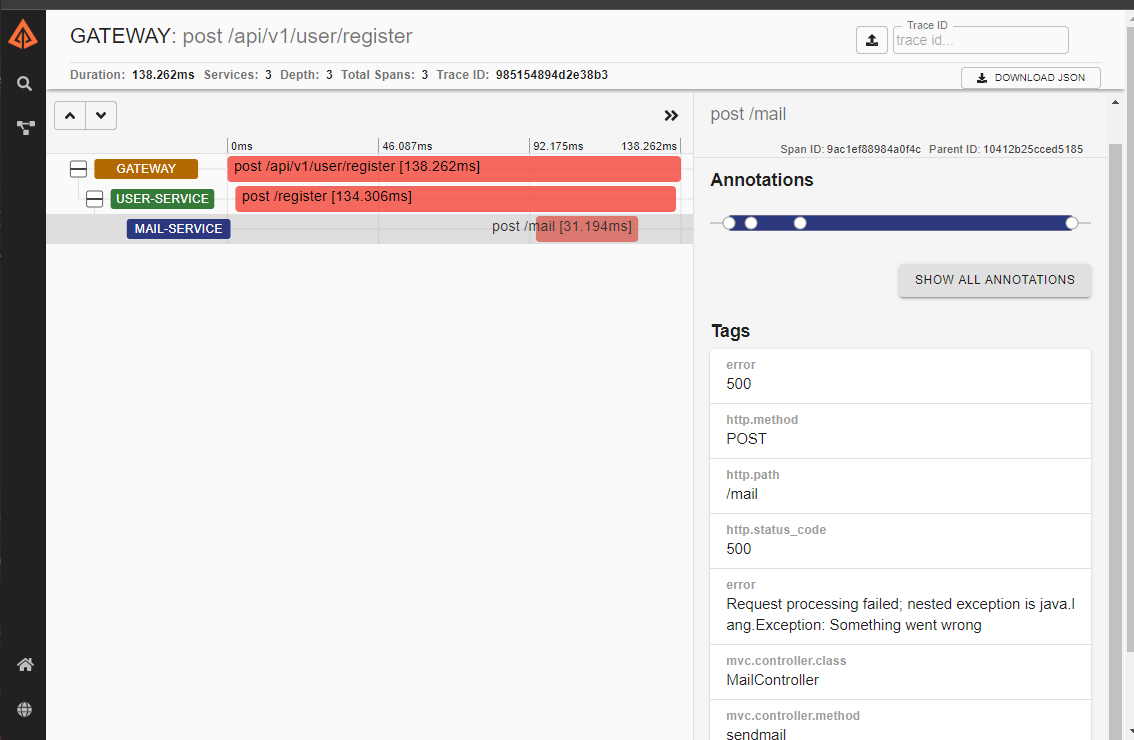 GATEWAY: post /api/v1/user/register
Trace ID
trace id...
Duration: 138.262ms Services: 3 Depth: 3 Total Spans: 3 Trace ID: 985154894d2e38b3
DOWNLOAD JSON
0ms 46.087ms 92.175ms 138.262ms
GATEWAY post /api/v1/user/register [138.262ms]
USER-SERVICE post /register [134.306ms]
MAIL-SERVICE post /mail [31.194ms]
post /mail
Span ID: 9ac1ef88984a0f4c Parent ID: 10412b25cced5185
Annotations
SHOW ALL ANNOTATIONS
Tags
error
500
http.method
POST
http.path
/mail
http.status_code
500
error
Request processing failed; nested exception is java.l
ang.Exception: Something went wrong
mvc.controller.class
MailController
mvc.controller.method
sendmail